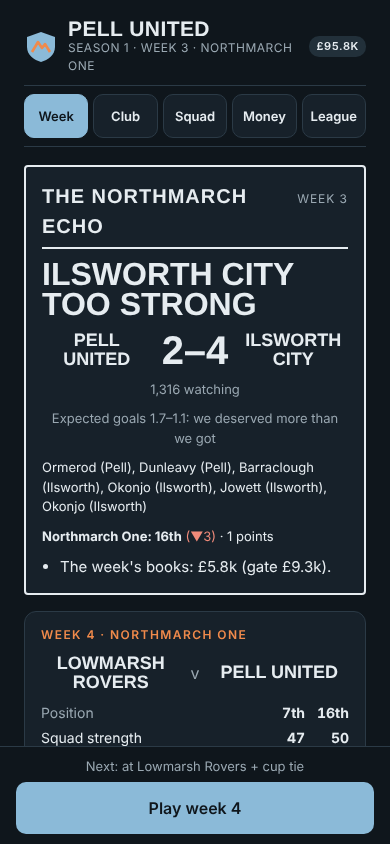 PELL UNITED
SEASON 1 · WEEK 3 · NORTHMARCH
ONE
£95.8K
Week
Club
Squad
Money
League
THE NORTHMARCH
ECHO
WEEK 3
ILSWORTH CITY
TOO STRONG
PELL
UNITED
2–4
ILSWORTH
CITY
1,316 watching
Expected goals 1.7–1.1: we deserved more than
we got
Ormerod (Pell), Dunleavy (Pell), Barraclough
(Ilsworth), Okonjo (Ilsworth), Jowett (Ilsworth),
Okonjo (Ilsworth)
Northmarch One: 16th (▼3) · 1 points
• The week's books: £5.8k (gate £9.3k).
WEEK 4 · NORTHMARCH ONE
LOWMARSH
ROVERS
v
PELL UNITED
Position 7th 16th
Squad strength 47 50
Next: at Lowmarsh Rovers + cup tie
Play week 4